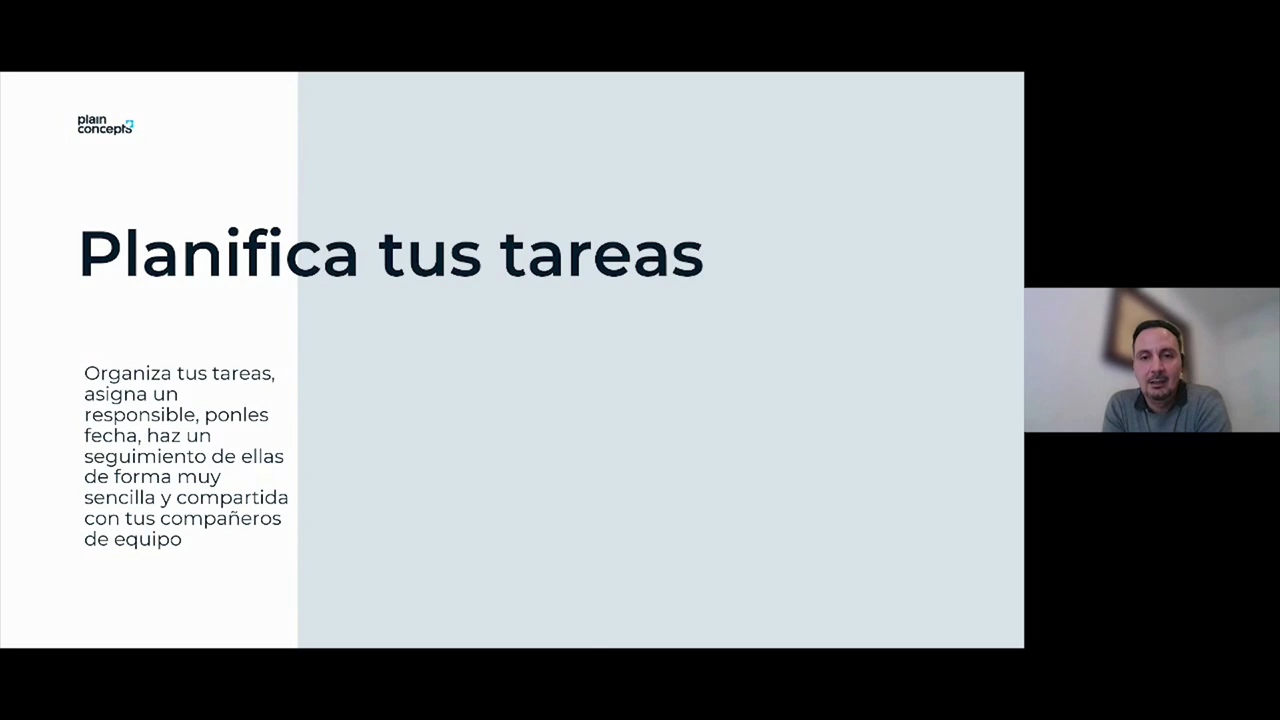 plain
concepts
Planifica tus tareas
Organiza tus tareas,
asigna un
responsible, ponles
fecha, haz un
seguimiento de ellas
de forma muy
sencilla y compartida
con tus compañeros
de equipo